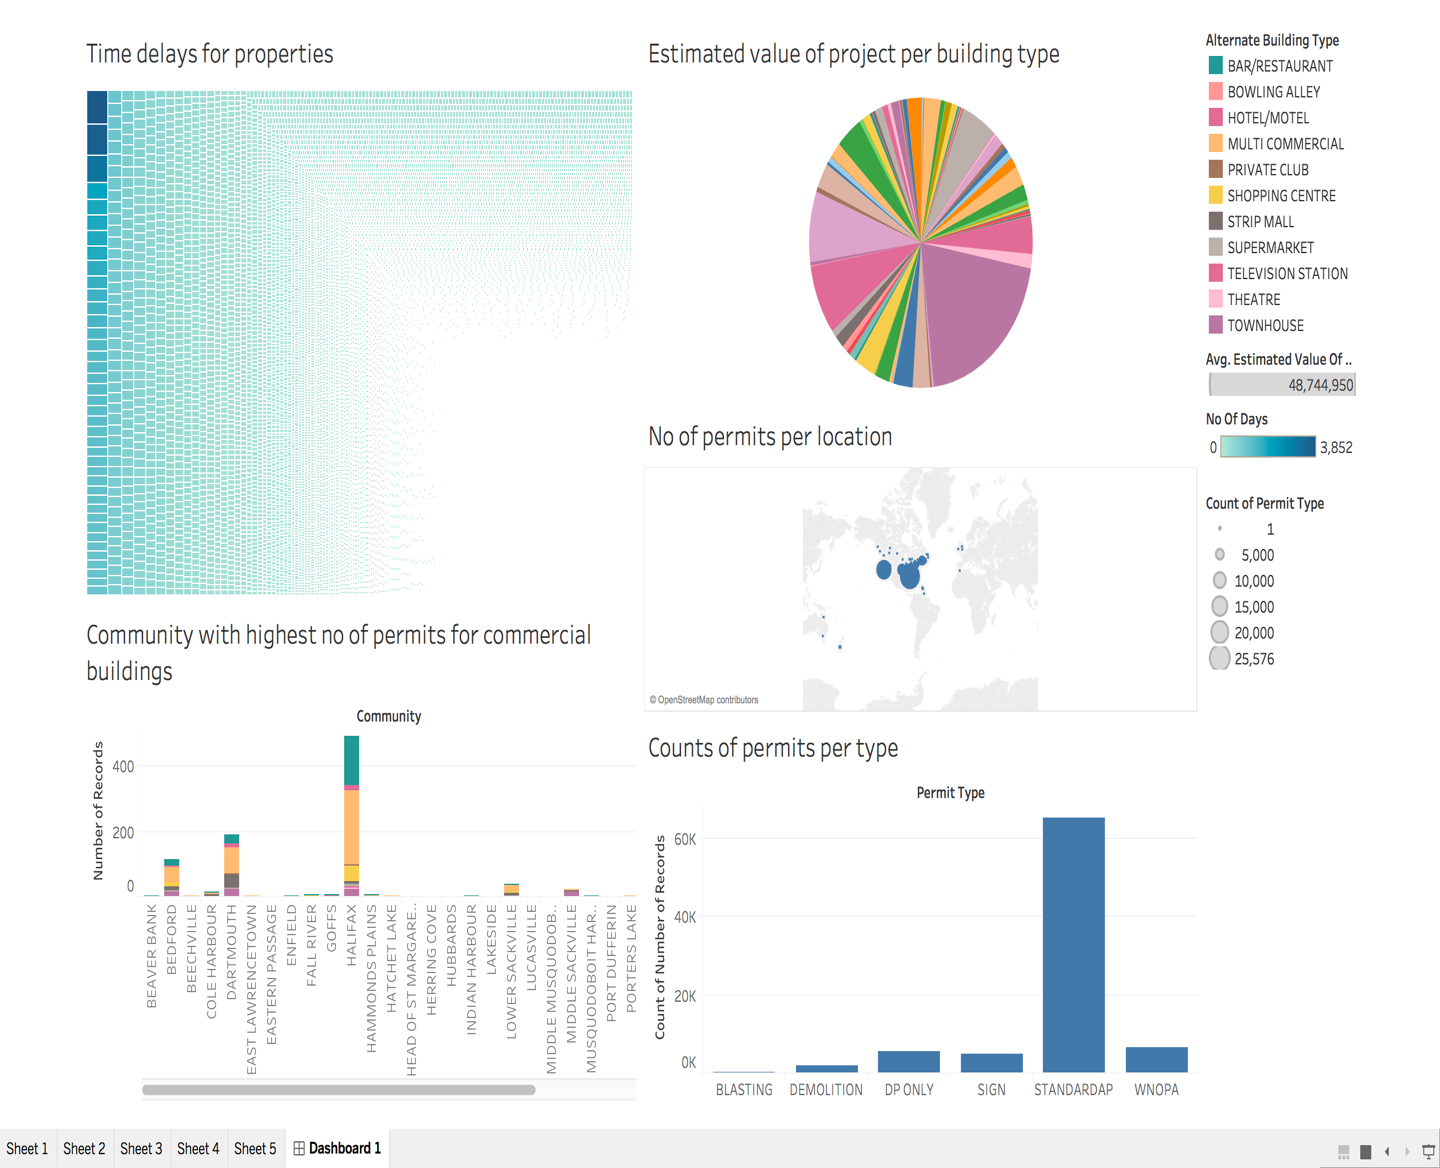 Time delays for properties
Estimated value of project per building type
Alternate Building Type
BAR/RESTAURANT
BOWLING ALLEY
HOTEL/MOTEL
MULTI COMMERCIAL
PRIVATE CLUB
SHOPPING CENTRE
STRIP MALL
SUPERMARKET
TELEVISION STATION
THEATRE
TOWNHOUSE
Avg. Estimated Value Of ..
48,744,950
No Of Days
0
3,852
Count of Permit Type
1
5,000
10,000
15,000
20,000
25,576
No of permits per location
© OpenStreetMap contributors
Community with highest no of permits for commercial
buildings
Community
Number of Records
400
200
0
BEAVER BANK
BEDFORD
BEECHVILLE
COLE HARBOUR
DARTMOUTH
EAST LAWRENCETOWN
EASTERN PASSAGE
ENFIELD
FALL RIVER
GOFFS
HALIFAX
HAMMONDS PLAINS
HATCHET LAKE
HEAD OF ST MARGARE..
HERRING COVE
HUBBARDS
INDIAN HARBOUR
LAKESIDE
LOWER SACKVILLE
LUCASVILLE
MIDDLE MUSQUODOB..
MIDDLE SACKVILLE
MUSQUODOBOIT HAR..
PORT DUFFERIN
PORTERS LAKE
Counts of permits per type
Permit Type
Count of Number of Records
60K
40K
20K
0K
BLASTING
DEMOLITION
DP ONLY
SIGN
STANDARDAP
WNOPA
Sheet 1
Sheet 2
Sheet 3
Sheet 4
Sheet 5
Dashboard 1